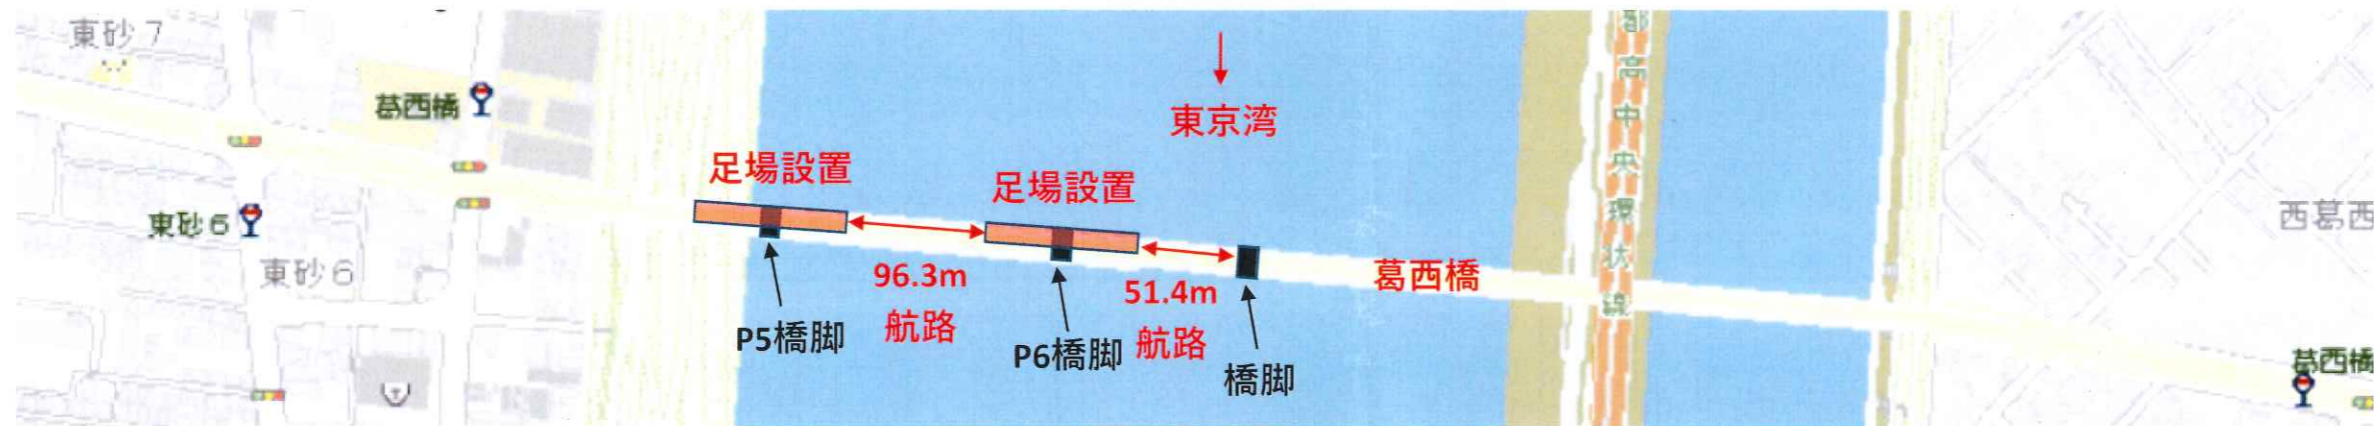 東砂7
葛西橋
東砂6
東砂6
足場設置
足場設置
東京湾
96.3m
航路
51.4m
航路
P5橋脚
P6橋脚
橋脚
葛西橋
都高中央環状線
西葛西
葛西橋